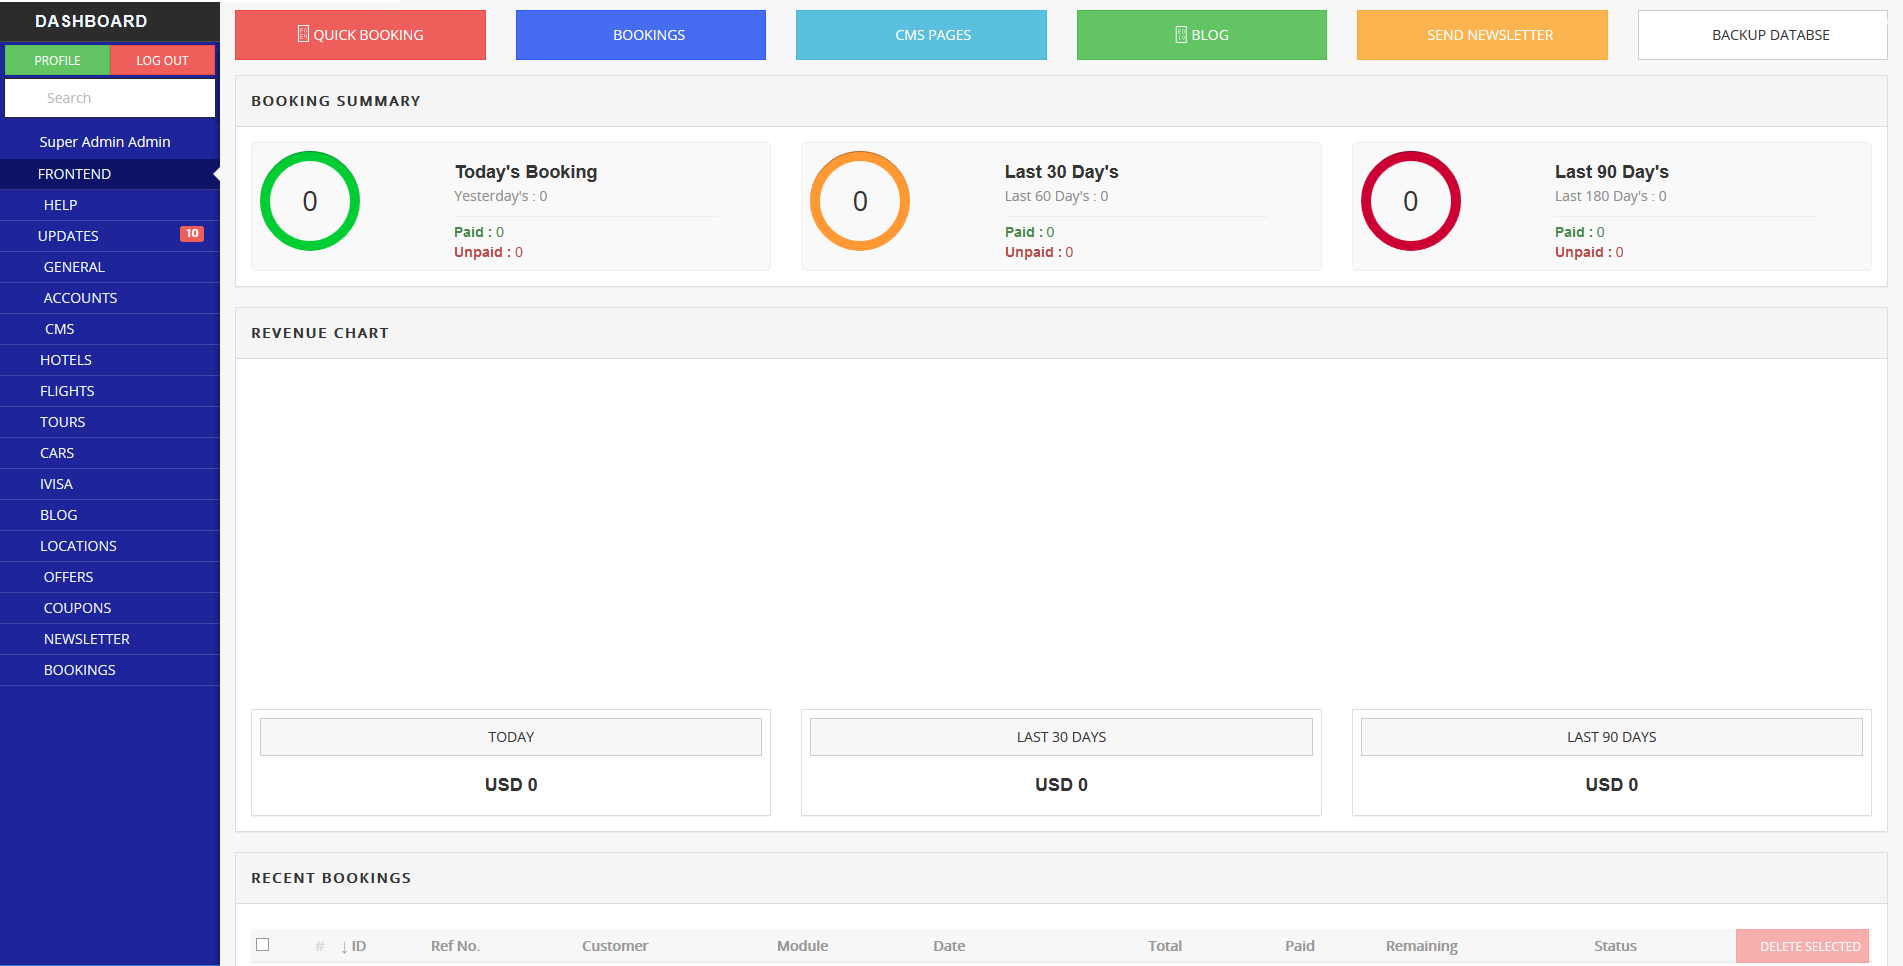 DASHBOARD
PROFILE
LOG OUT
Search
Super Admin Admin
FRONTEND
HELP
UPDATES 10
GENERAL
ACCOUNTS
CMS
HOTELS
FLIGHTS
TOURS
CARS
IVISA
BLOG
LOCATIONS
OFFERS
COUPONS
NEWSLETTER
BOOKINGS
QUICK BOOKING
BOOKINGS
CMS PAGES
BLOG
SEND NEWSLETTER
BACKUP DATABSE
BOOKING SUMMARY
0
Today's Booking
Yesterday's : 0
Paid : 0
Unpaid : 0
0
Last 30 Day's
Last 60 Day's : 0
Paid : 0
Unpaid : 0
0
Last 90 Day's
Last 180 Day's : 0
Paid : 0
Unpaid : 0
REVENUE CHART
TODAY
USD 0
LAST 30 DAYS
USD 0
LAST 90 DAYS
USD 0
RECENT BOOKINGS
# ↓ ID Ref No. Customer Module Date Total Paid Remaining Status DELETE SELECTED